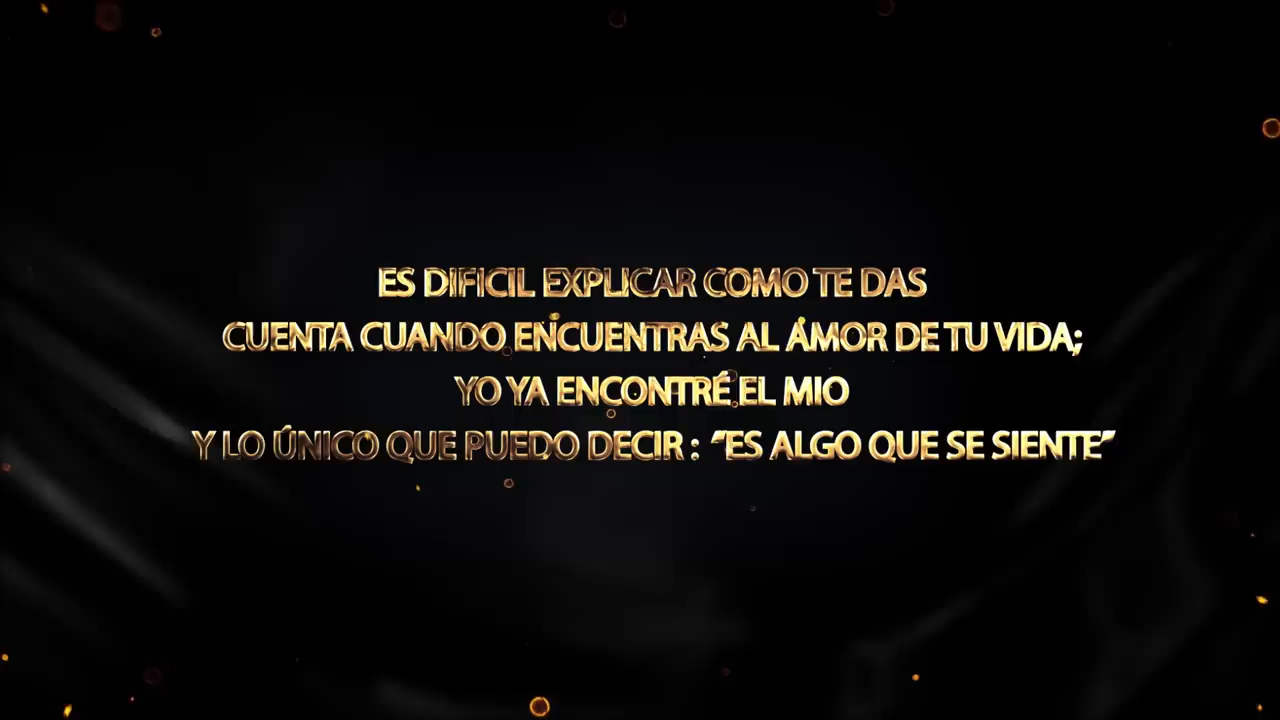 ES DIFICIL EXPLICAR COMO TE DAS
CUENTA CUANDO ENCUENTRAS AL AMOR DE TU VIDA;
YO YA ENCONTRÉ EL MIO
Y LO ÚNICO QUE PUEDO DECIR : “ES ALGO QUE SE SIENTE”